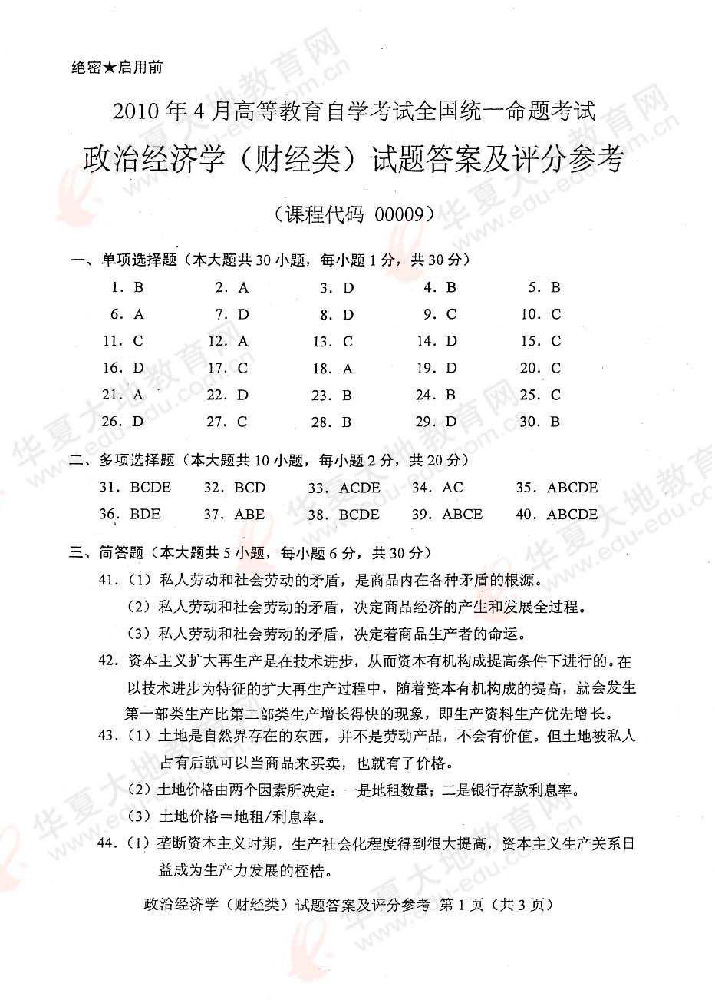 绝密★启用前
2010 年 4 月高等教育自学考试全国统一命题考试
政治经济学（财经类）试题答案及评分参考
（课程代码 00009）
一、单项选择题（本大题共 30 小题，每小题 1 分，共 30 分）
1．B 2．A 3．D 4．B 5．B
6．A 7．D 8．D 9．C 10．C
11．C 12．A 13．C 14．D 15．C
16．D 17．C 18．A 19．D 20．C
21．A 22．D 23．B 24．B 25．C
26．D 27．C 28．B 29．D 30．B
二、多项选择题（本大题共 10 小题，每小题 2 分，共 20 分）
31．BCDE 32．BCD 33．ACDE 34．AC 35．ABCDE
36．BDE 37．ABE 38．BCDE 39．ABCE 40．ABCDE
三、简答题（本大题共 5 小题，每小题 6 分，共 30 分）
41．（1）私人劳动和社会劳动的矛盾，是商品内在各种矛盾的根源。
（2）私人劳动和社会劳动的矛盾，决定商品经济的产生和发展全过程。
（3）私人劳动和社会劳动的矛盾，决定着商品生产者的命运。
42．资本主义扩大再生产是在技术进步，从而资本有机构成提高条件下进行的。在
以技术进步为特征的扩大再生产过程中，随着资本有机构成的提高，就会发生
第一部类生产比第二部类生产增长得快的现象，即生产资料生产优先增长。
43．（1）土地是自然界存在的东西，并不是劳动产品，不会有价值。但土地被私人
占有后就可以当商品来买卖，也就有了价格。
（2）土地价格由两个因素所决定：一是地租数量；二是银行存款利息率。
（3）土地价格＝地租/利息率。
44．（1）垄断资本主义时期，生产社会化程度得到很大提高，资本主义生产关系日
益成为生产力发展的桎梏。
政治经济学（财经类）试题答案及评分参考 第 1 页（共 3 页）
华夏大地教育网
www.edu-edu.com.cn